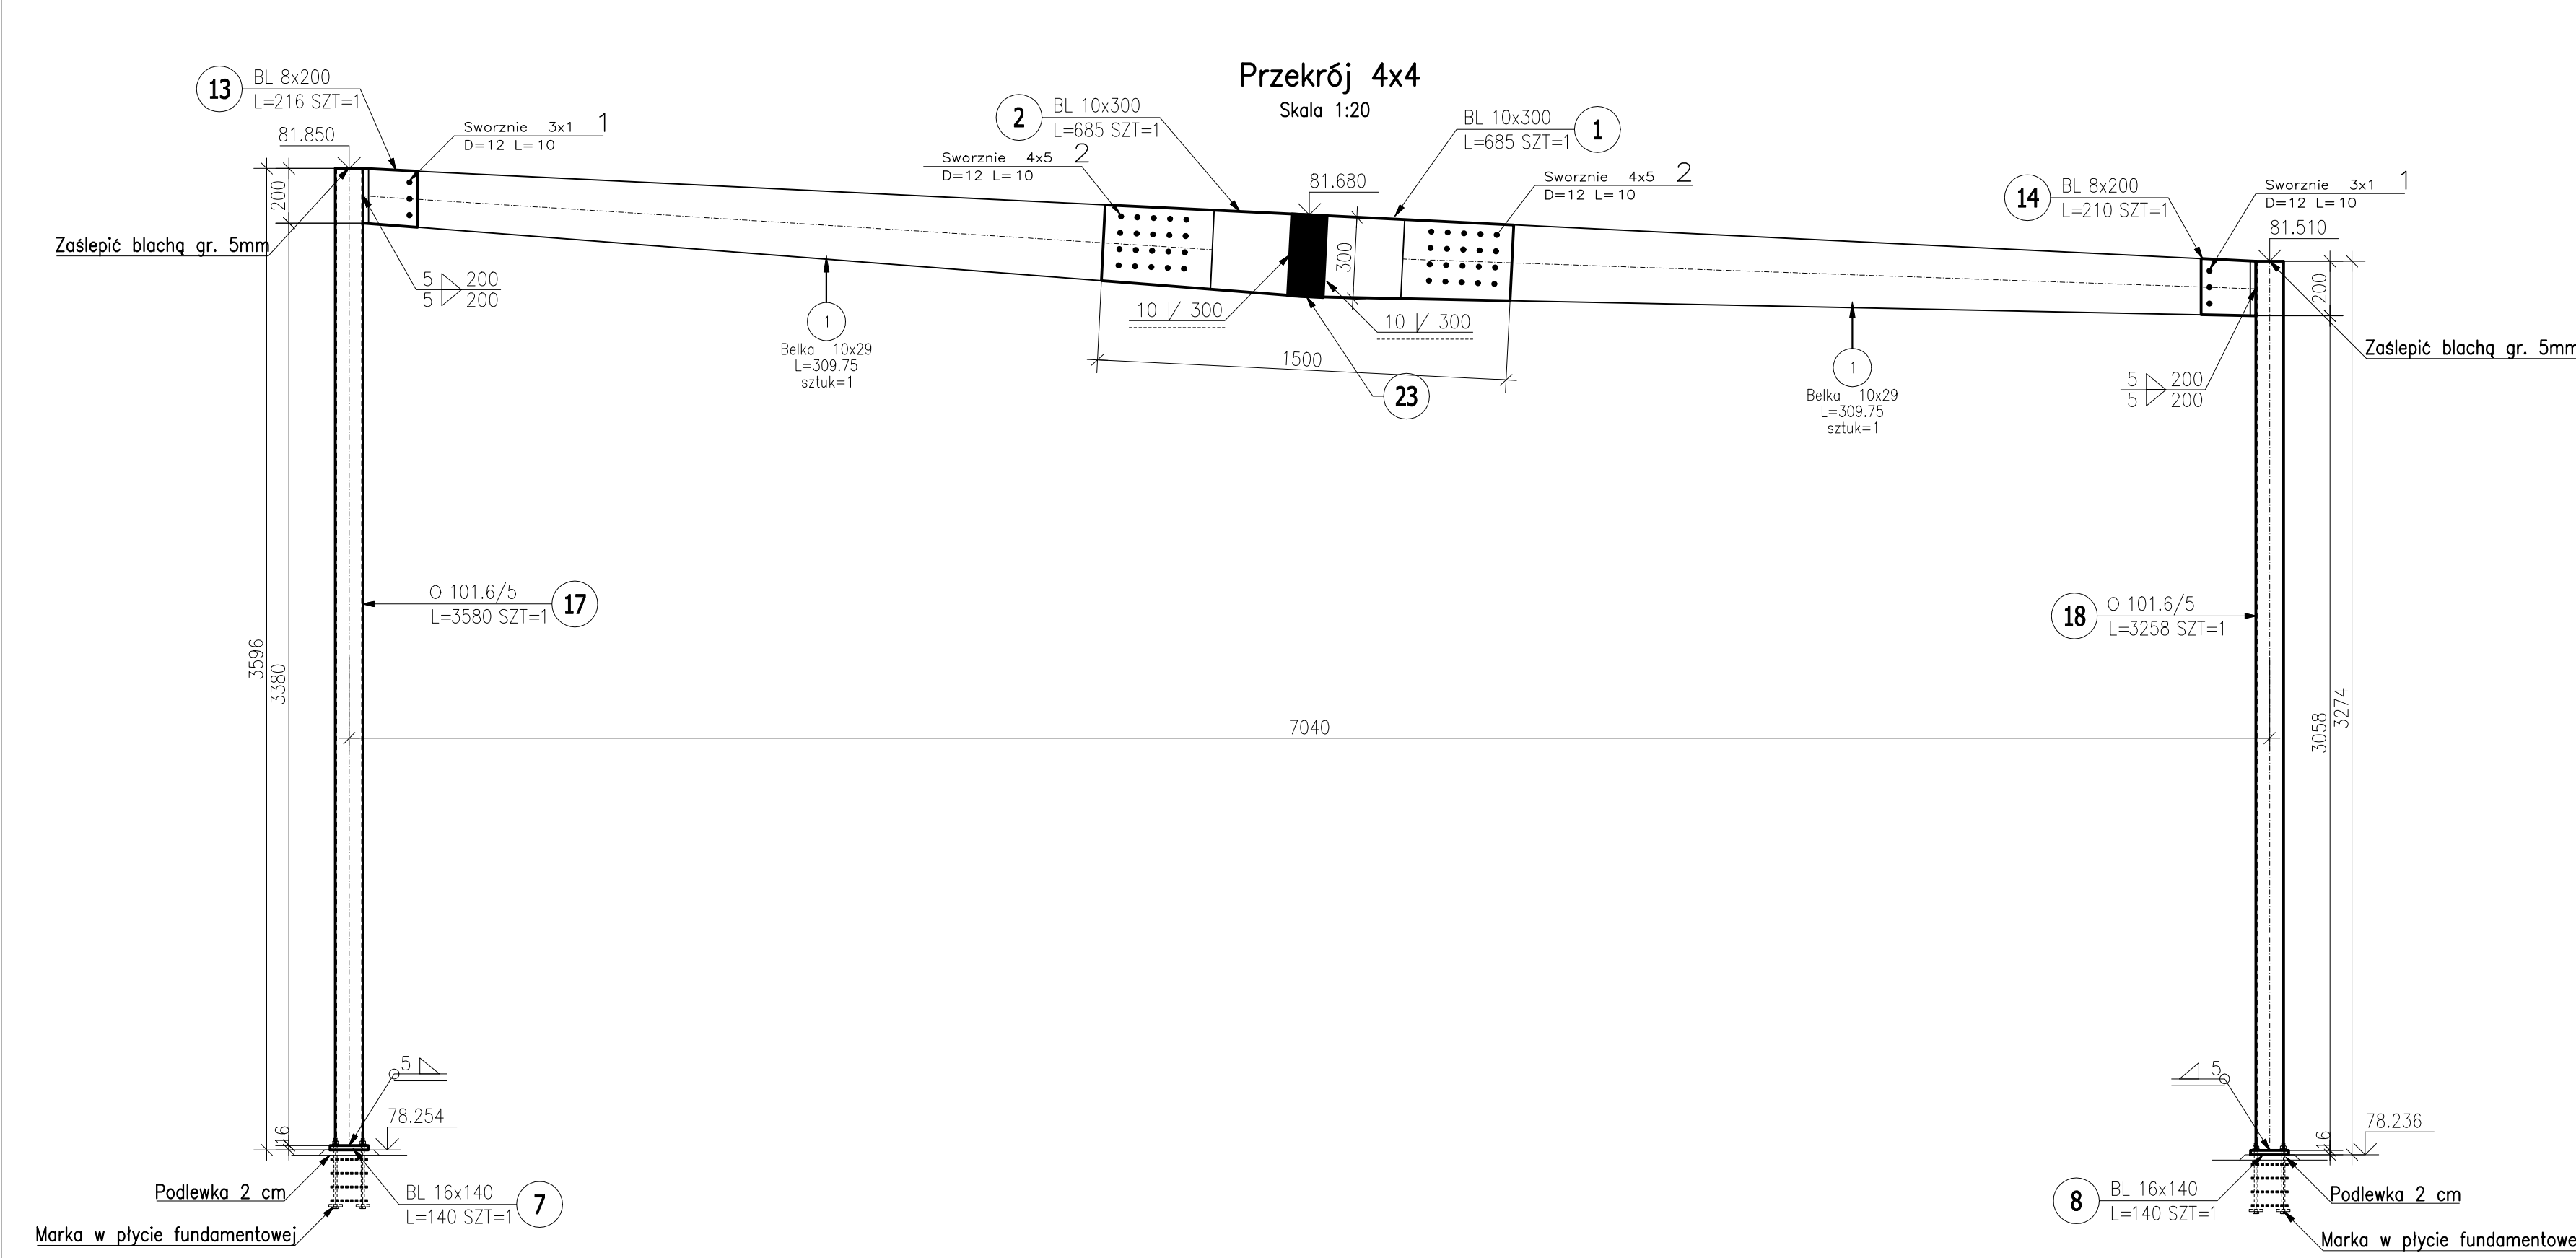 Przekrój 4x4
Skala 1:20
13
BL 8x200
L=216 SZT=1
81.850
Sworznie 3x1 1
D=12 L=10
2
BL 10x300
L=685 SZT=1
Sworznie 4x5 2
D=12 L=10
BL 10x300
L=685 SZT=1
1
81.680
Sworznie 4x5 2
D=12 L=10
14
BL 8x200
L=210 SZT=1
Sworznie 3x1 1
D=12 L=10
81.510
200
Zaślepić blachą gr. 5mm
5 200
5 200
1
Belka 10x29
L=309.75
sztuk=1
10 300
300
10 300
1500
23
1
Belka 10x29
L=309.75
sztuk=1
200
Zaślepić blachą gr. 5mm
5 200
5 200
O 101.6/5
L=3580 SZT=1
17
18
O 101.6/5
L=3258 SZT=1
3596
3380
7040
3058
3274
5
78.254
16
Podlewka 2 cm
BL 16x140
L=140 SZT=1
7
Marka w płycie fundamentowej
5
78.236
16
8
BL 16x140
L=140 SZT=1
Podlewka 2 cm
Marka w płycie fundamentowe